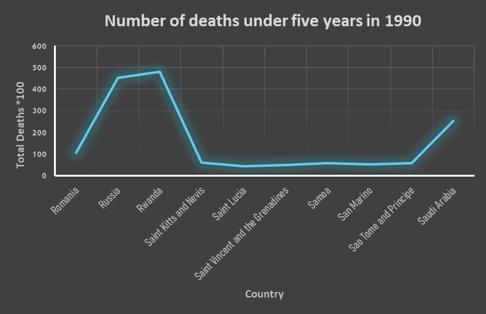 Number of deaths under five years in 1990
Total Deaths *100
600
500
400
300
200
100
0
Romania
Russia
Rwanda
Saint Kitts and Nevis
Saint Lucia
Saint Vincent and the Grenadines
Samoa
San Marino
Sao Tome and Principe
Saudi Arabia
Country